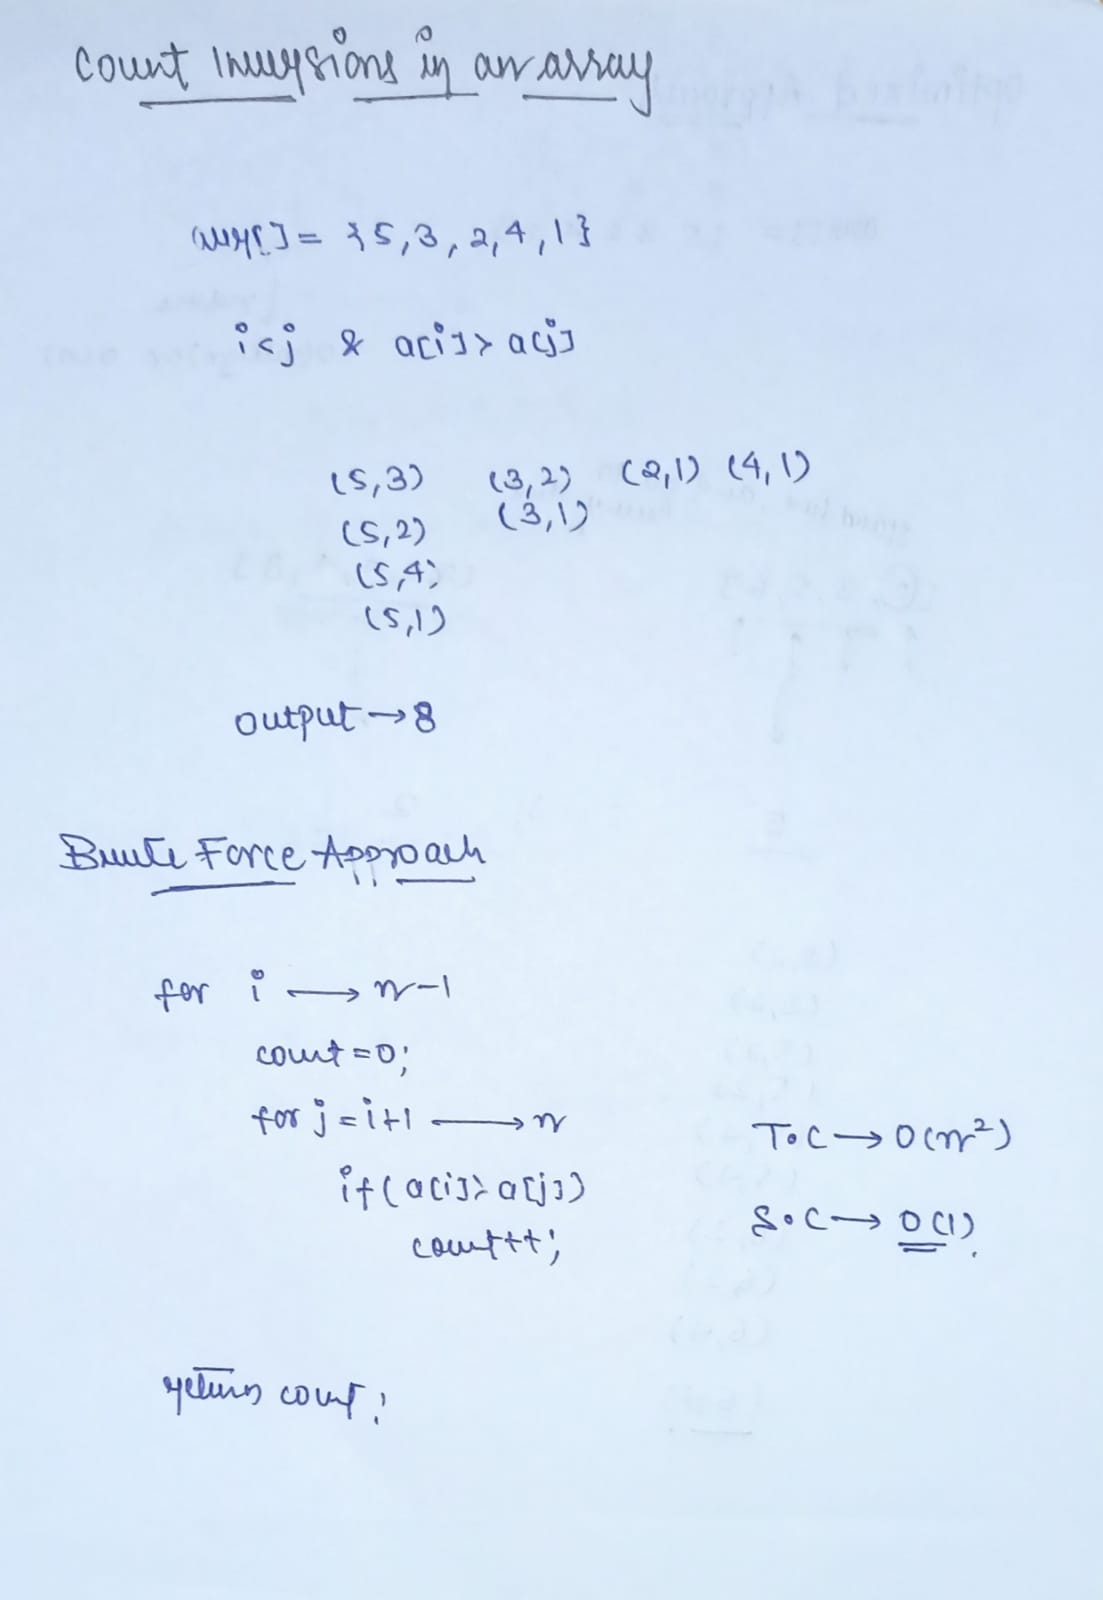 Count Inversions in an array
arr[] = {5,3,2,4,1}
i<j & a[i]> a[j]
(5,3) (3,2) (2,1) (4,1)
(5,2) (3,1)
(5,4)
(5,1)
output→8
Brute Force Approach
for i → n-1
count=0;
for j=i+1 → n
T.C→O(n²)
if(a[i]> a[j])
S.C→ O(1).
count++;
return count;